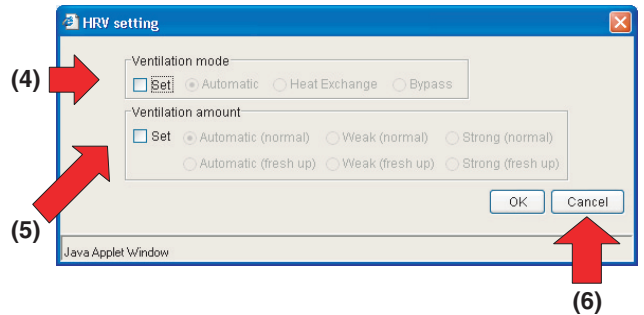 HRV setting
Ventilation mode
(4)
Set Automatic Heat Exchange Bypass
Ventilation amount
Set Automatic (normal) Weak (normal) Strong (normal)
Automatic (fresh up) Weak (fresh up) Strong (fresh up)
OK Cancel
(5)
Java Applet Window
(6)